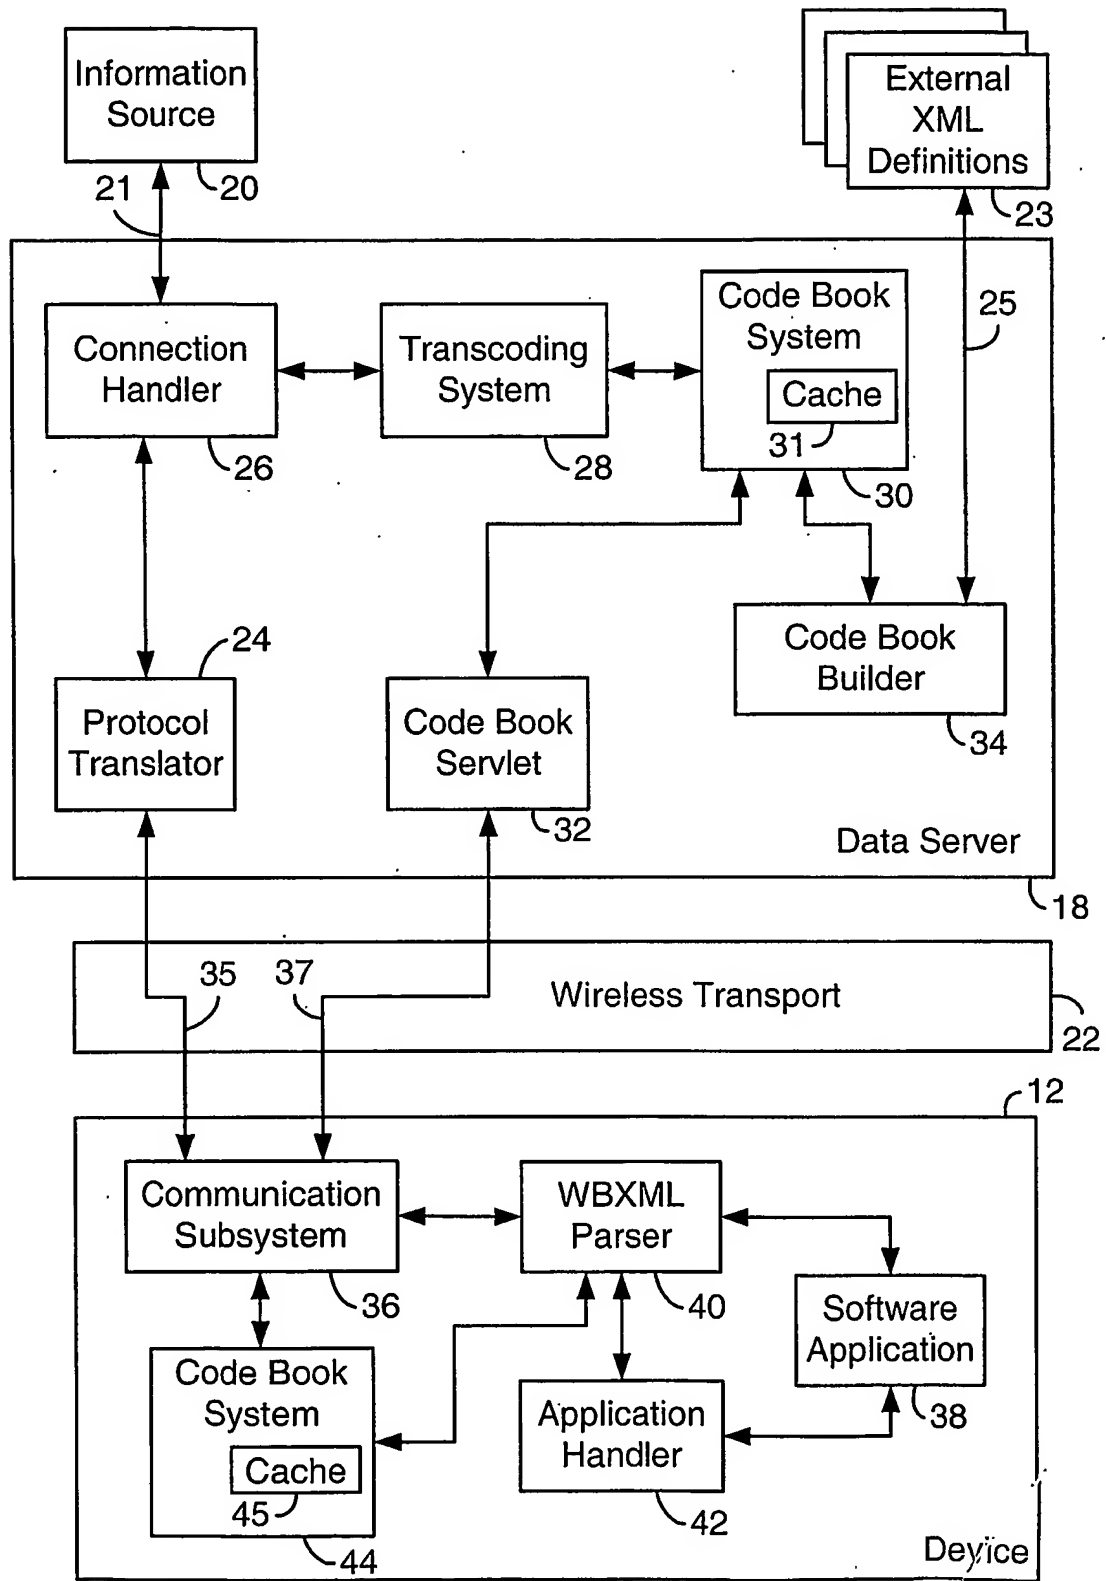 Information
Source
20
21
External
XML
Definitions
23
25
Connection
Handler
26
Transcoding
System
28
Code Book
System
Cache
31
30
24
Protocol
Translator
Code Book
Servlet
32
Code Book
Builder
34
Data Server
18
35
37
Wireless Transport
22
12
Communication
Subsystem
36
WBXML
Parser
40
Software
Application
38
Code Book
System
Cache
45
44
Application
Handler
42
Device